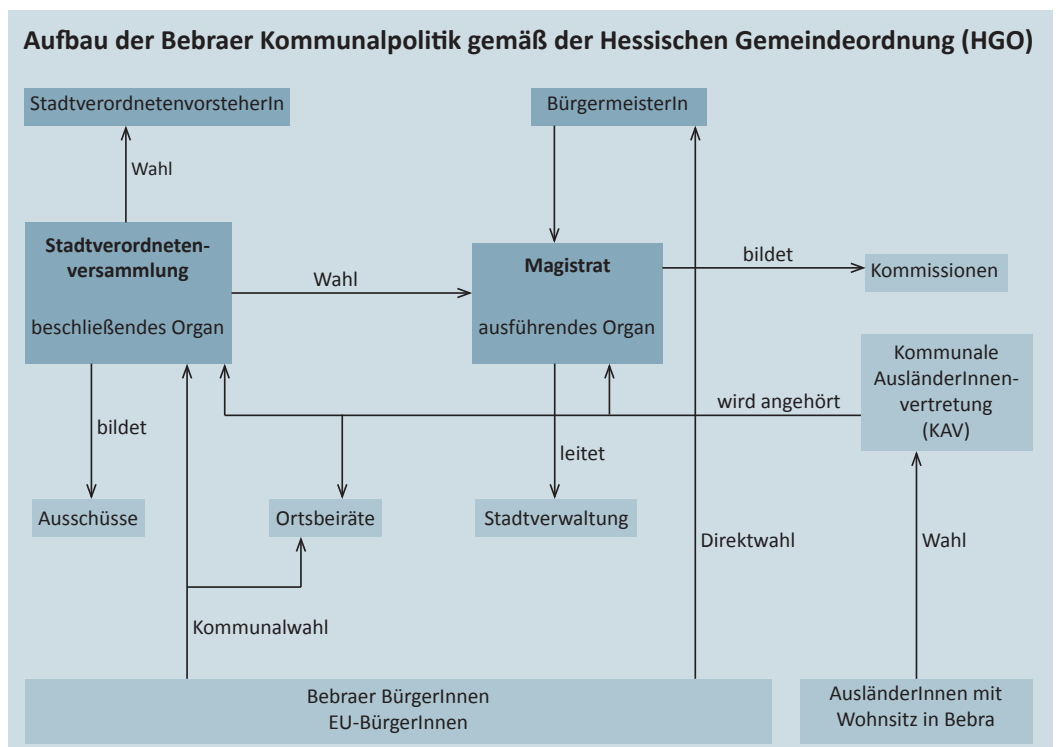 Aufbau der Bebraer Kommunalpolitik gemäß der Hessischen Gemeindeordnung (HGO)
StadtverordnetenvorsteherIn
BürgermeisterIn
Wahl
Stadtverordneten-
versammlung
beschließendes Organ
Wahl
Magistrat
ausführendes Organ
bildet
Kommissionen
Kommunale
AusländerInnen-
vertretung
(KAV)
wird angehört
bildet
leitet
Ausschüsse
Ortsbeiräte
Stadtverwaltung
Direktwahl
Wahl
Kommunalwahl
Bebraer BürgerInnen
EU-BürgerInnen
AusländerInnen mit
Wohnsitz in Bebra